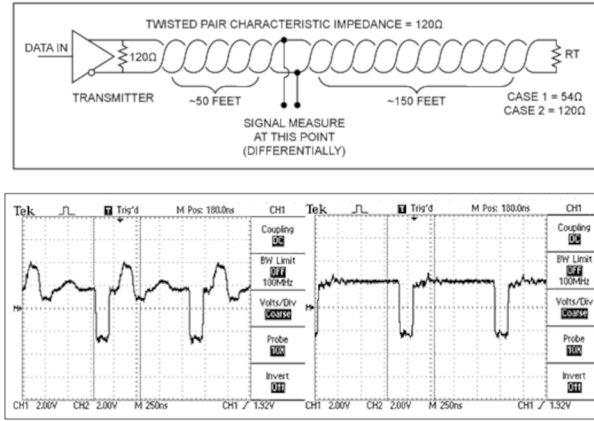 TWISTED PAIR CHARACTERISTIC IMPEDANCE = 120Ω
DATA IN
120Ω
RT
TRANSMITTER
~50 FEET
~150 FEET
CASE 1 = 54Ω
CASE 2 = 120Ω
SIGNAL MEASURE
AT THIS POINT
(DIFFERENTIALLY)
Tek Trig'd M Pos: 180.0ns CH1
Coupling
DC
BW Limit
OFF
100MHz
Volts/Div
Coarse
Probe
10X
Invert
Off
CH1 2.00V CH2 2.00V M 250ns CH1 1.32V
Tek Trig'd M Pos: 180.0ns CH1
Coupling
DC
BW Limit
OFF
100MHz
Volts/Div
Coarse
Probe
10X
Invert
Off
CH1 2.00V CH2 2.00V M 250ns CH1 1.32V